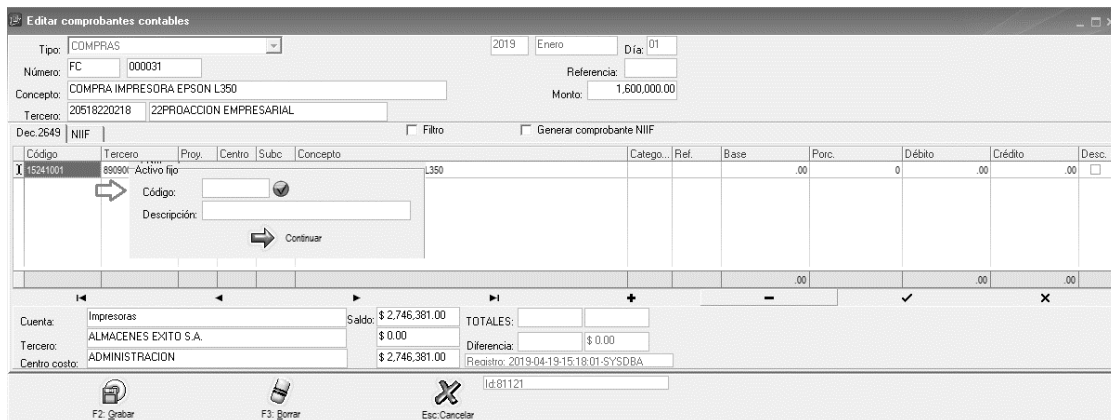 Editar comprobantes contables
Tipo: COMPRAS 2019 Enero Día: 01
Número: FC 000031 Referencia:
Concepto: COMPRA IMPRESORA EPSON L350 Monto: 1,600,000.00
Tercero: 20518220218 22PROACCION EMPRESARIAL
Dec.2649 NIIF Filtro Generar comprobante NIIF
Código Tercero Proy. Centro Subc Concepto Catego... Ref. Base Porc. Débito Crédito Desc.
15241001 L350 .00 0 .00 .00
Activo fijo
Código:
Descripción:
Continuar
.00 .00 .00
Cuenta: Impresoras Saldo: $ 2,746,381.00 TOTALES:
Tercero: ALMACENES EXITO S.A. $ 0.00 Diferencia: $ 0.00
Centro costo: ADMINISTRACION $ 2,746,381.00 Registro: 2019-04-19-15:18:01-SYSDBA
Id:81121
F2: Grabar F3: Borrar Esc:Cancelar